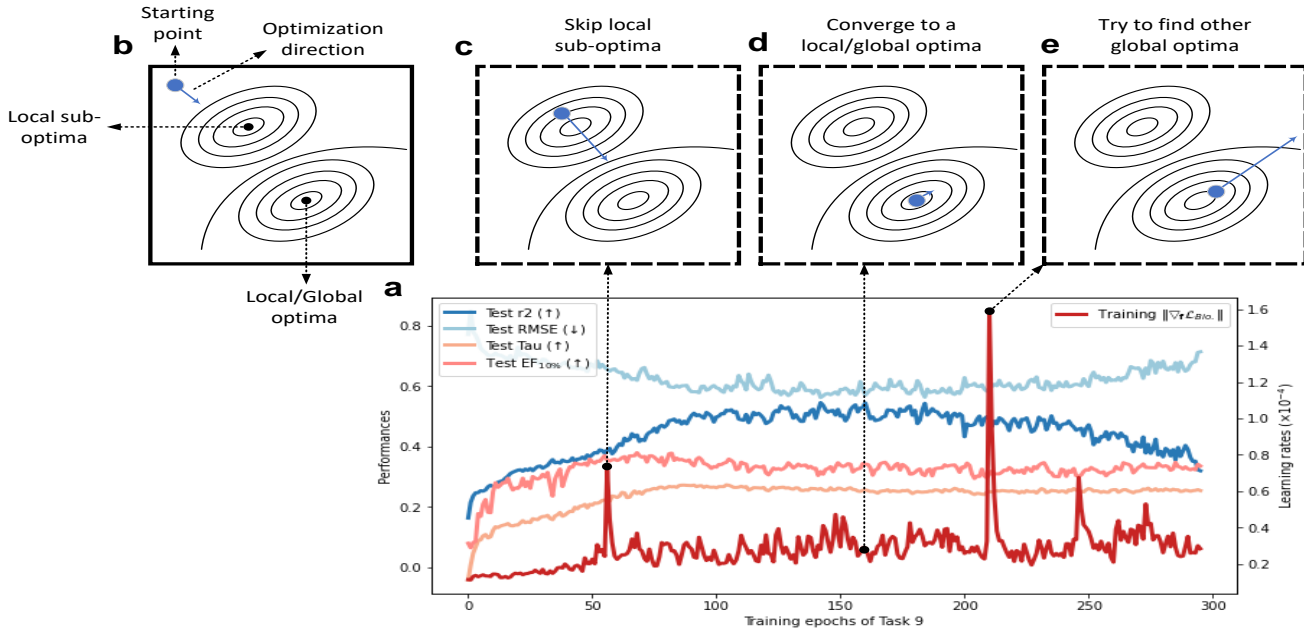 Starting
point
b
Optimization
direction
Local sub-
optima
Local/Global
optima
c
Skip local
sub-optima
d
Converge to a
local/global optima
e
Try to find other
global optima
a
Test r2 (↑)
Test RMSE (↓)
Test Tau (↑)
Test EF10% (↑)
Training ‖∇𝐟ℒBio.‖
Performances
0.8
0.6
0.4
0.2
0.0
Learning rates (×10⁻⁴)
1.6
1.4
1.2
1.0
0.8
0.6
0.4
0.2
0
50
100
150
200
250
300
Training epochs of Task 9